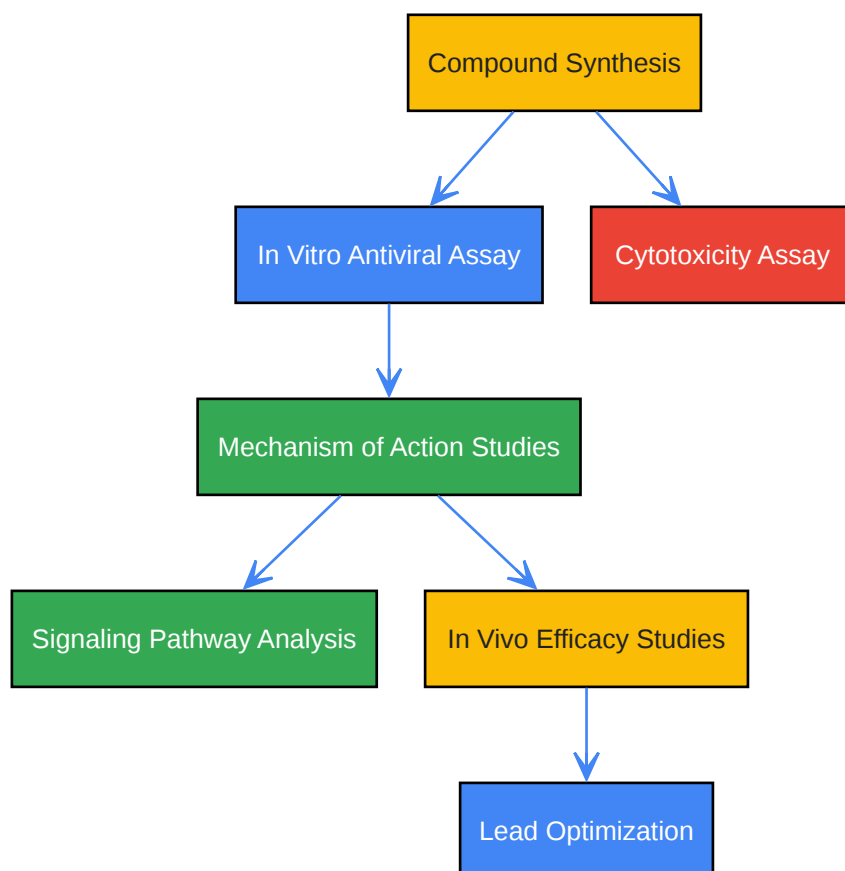 Compound Synthesis
In Vitro Antiviral Assay
Cytotoxicity Assay
Mechanism of Action Studies
Signaling Pathway Analysis
In Vivo Efficacy Studies
Lead Optimization